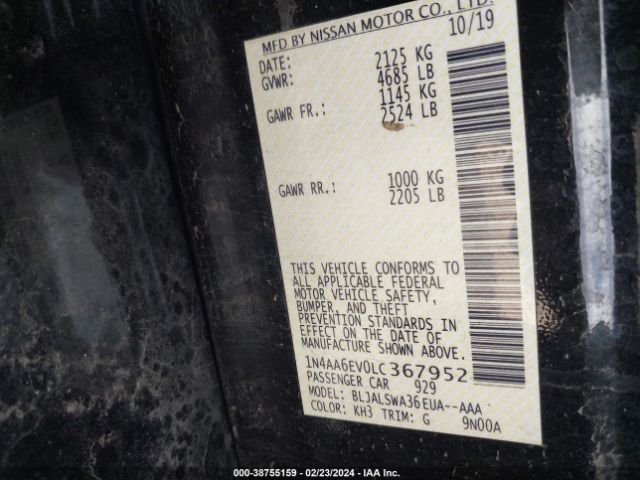 MFD BY NISSAN MOTOR CO., LTD.
DATE: 10/19
GVWR: 2125 KG
4685 LB
GAWR FR.: 1145 KG
2524 LB
GAWR RR.: 1000 KG
2205 LB
THIS VEHICLE CONFORMS TO
ALL APPLICABLE FEDERAL
MOTOR VEHICLE SAFETY,
BUMPER, AND THEFT
PREVENTION STANDARDS IN
EFFECT ON THE DATE OF
MANUFACTURE SHOWN ABOVE.
1N4AA6EV0LC367952
PASSENGER CAR 929
MODEL: BLJALSWA36EUA--AAA
COLOR: KH3 TRIM: G 9N00A
000-38755159 - 02/23/2024 - IAA Inc.